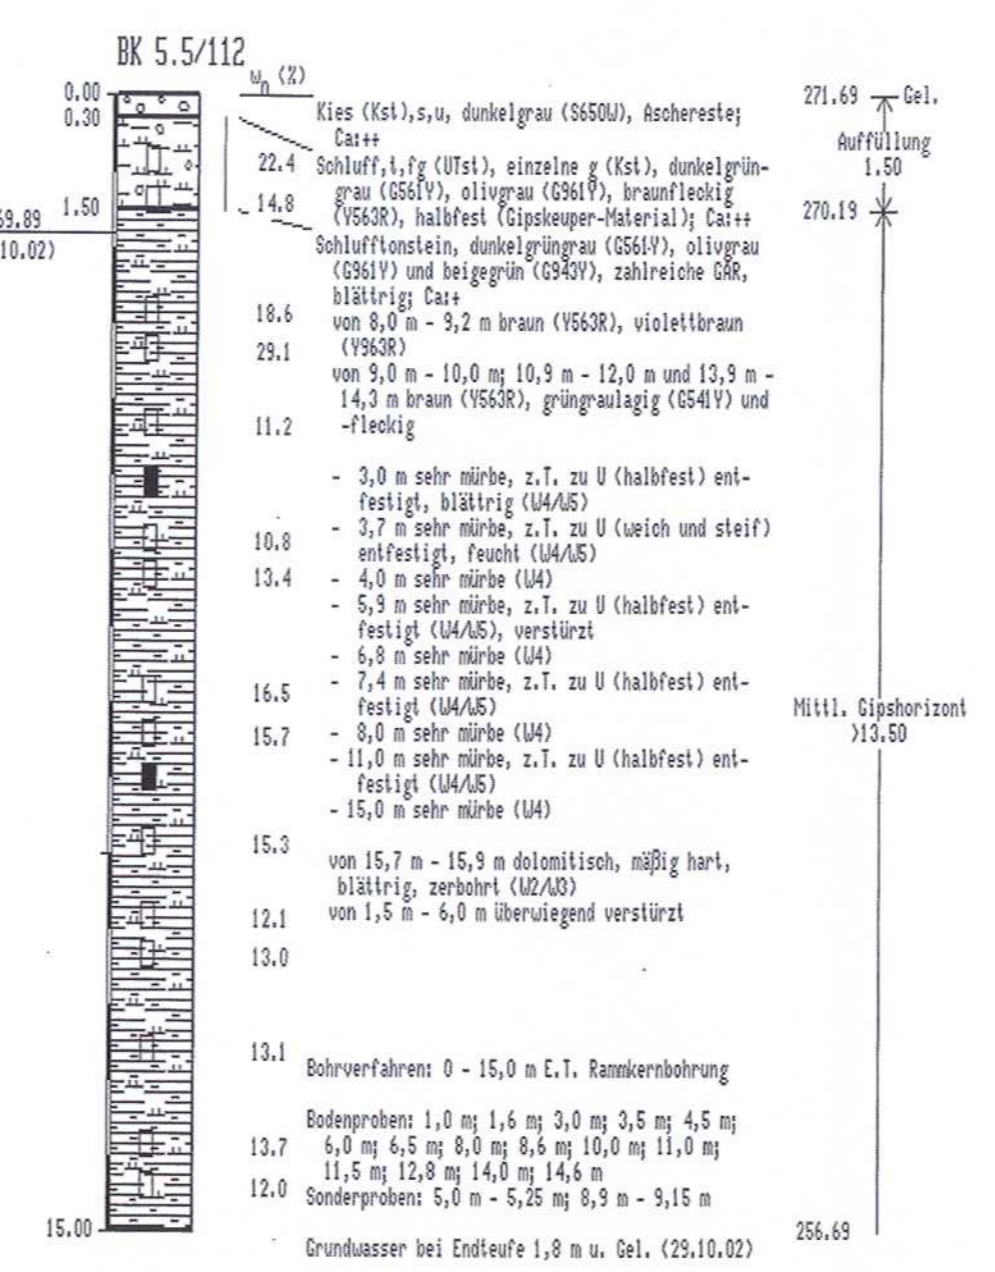 BK 5.5/112
wn (%)
0.00
0.30
1.50
69.89
10.02)
15.00
22.4
14.8
18.6
29.1
11.2
10.8
13.4
16.5
15.7
15.3
12.1
13.0
13.1
13.7
12.0
Kies (Kst),s,u, dunkelgrau (S650W), Aschereste;
Ca:++
Schluff,t,fg (UTst), einzelne g (Kst), dunkelgrün-
grau (G561Y), olivgrau (G961Y), braunfleckig
(Y563R), halbfest (Gipskeuper-Material); Ca:++
Schlufftonstein, dunkelgrüngrau (G561-Y), olivgrau
(G961Y) und beigegrün (G943Y), zahlreiche GAR,
blättrig; Ca:+
von 8,0 m - 9,2 m braun (Y563R), violettbraun
(Y963R)
von 9,0 m - 10,0 m; 10,9 m - 12,0 m und 13,9 m -
14,3 m braun (Y563R), grüngraulagig (G541Y) und
-fleckig
- 3,0 m sehr mürbe, z.T. zu U (halbfest) ent-
festigt, blättrig (W4/W5)
- 3,7 m sehr mürbe, z.T. zu U (weich und steif)
entfestigt, feucht (W4/W5)
- 4,0 m sehr mürbe (W4)
- 5,9 m sehr mürbe, z.T. zu U (halbfest) ent-
festigt (W4/W5), verstürzt
- 6,8 m sehr mürbe (W4)
- 7,4 m sehr mürbe, z.T. zu U (halbfest) ent-
festigt (W4/W5)
- 8,0 m sehr mürbe (W4)
- 11,0 m sehr mürbe, z.T. zu U (halbfest) ent-
festigt (W4/W5)
- 15,0 m sehr mürbe (W4)
von 15,7 m - 15,9 m dolomitisch, mäßig hart,
blättrig, zerbohrt (W2/W3)
von 1,5 m - 6,0 m überwiegend verstürzt
Bohrverfahren: 0 - 15,0 m E.T. Rammkernbohrung
Bodenproben: 1,0 m; 1,6 m; 3,0 m; 3,5 m; 4,5 m;
6,0 m; 6,5 m; 8,0 m; 8,6 m; 10,0 m; 11,0 m;
11,5 m; 12,8 m; 14,0 m; 14,6 m
Sonderproben: 5,0 m - 5,25 m; 8,9 m - 9,15 m
Grundwasser bei Endteufe 1,8 m u. Gel. (29.10.02)
271.69 Gel.
Auffüllung
1.50
270.19
Mittl. Gipshorizont
>13.50
256.69